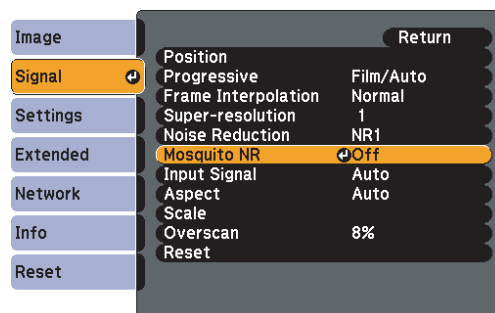 Image
Signal
Settings
Extended
Network
Info
Reset
Return
Position
Progressive Film/Auto
Frame Interpolation Normal
Super-resolution 1
Noise Reduction NR1
Mosquito NR Off
Input Signal Auto
Aspect Auto
Scale
Overscan 8%
Reset